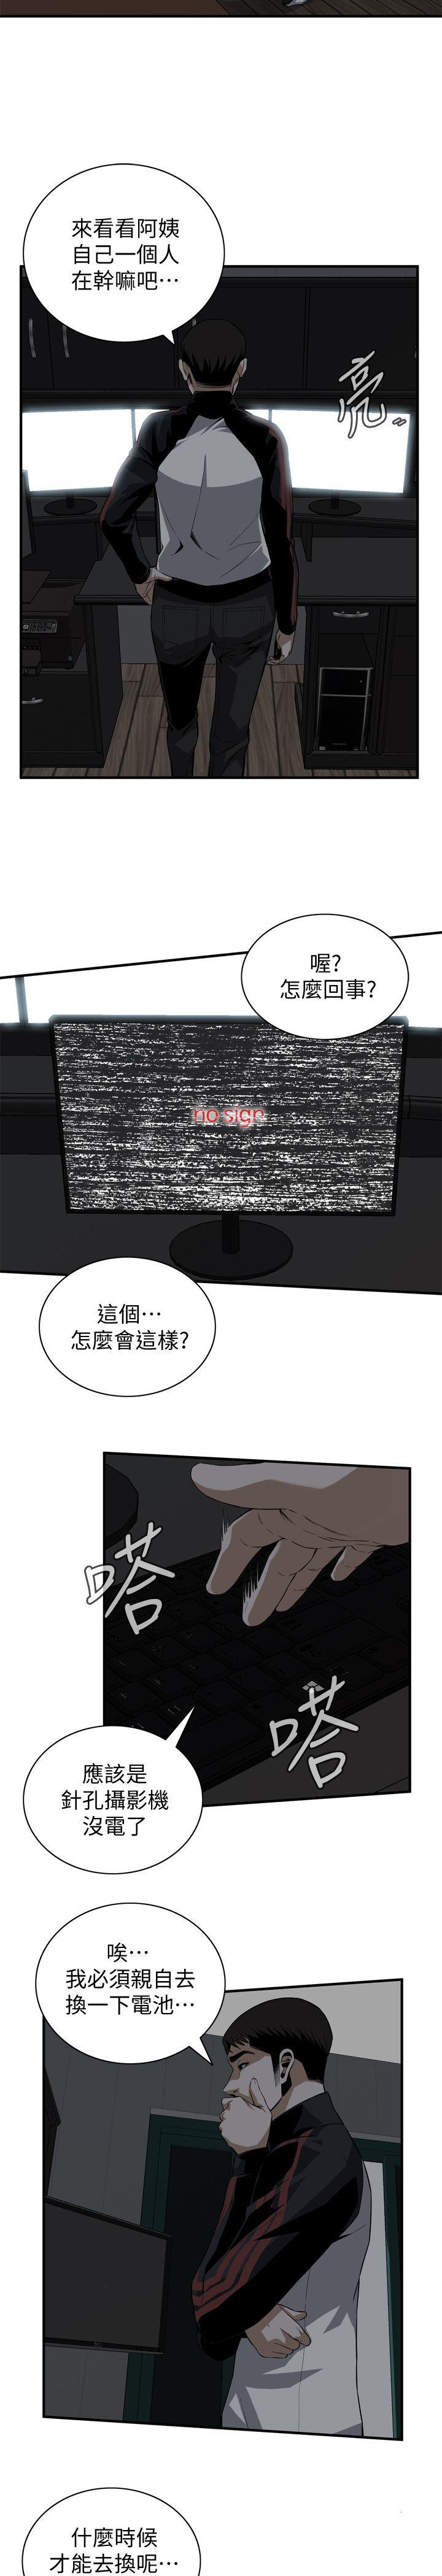 來看看阿姨
自己一個人
在幹嘛吧⋯
亮
喔?
怎麼回事?
no sign
這個⋯
怎麼會這樣?
嗒
嗒
應該是
針孔攝影機
沒電了
唉⋯
我必須親自去
換一下電池⋯
什麼時候
才能去換呢⋯